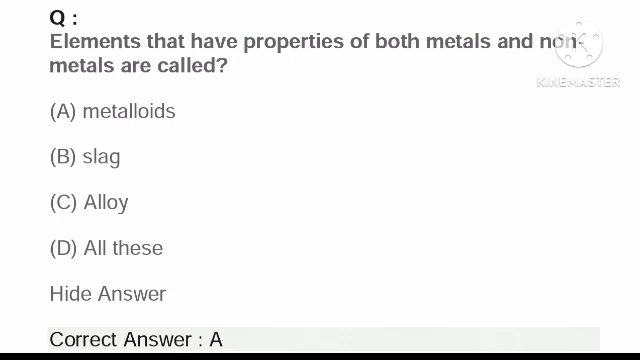 Q :
Elements that have properties of both metals and non-
metals are called?
(A) metalloids
(B) slag
(C) Alloy
(D) All these
Hide Answer
Correct Answer : A
KINEMASTER